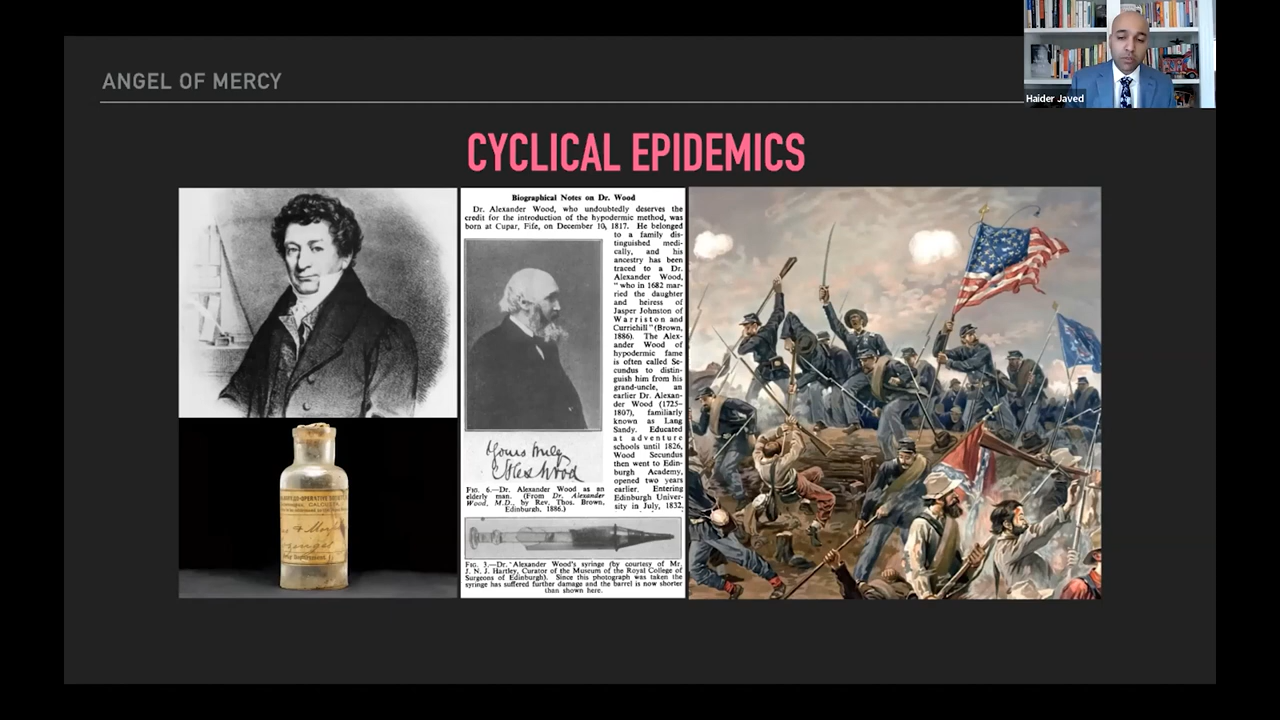 ANGEL OF MERCY
Haider Javed
CYCLICAL EPIDEMICS
Biographical Notes on Dr. Wood
Dr. Alexander Wood, who undoubtedly deserves the
credit for the introduction of the hypodermic method, was
born at Cupar, Fife, on December 10, 1817. He belonged
to a family dis-
tinguished medi-
cally, and his
ancestry has been
traced to a Dr.
Alexander Wood,
"who in 1682 mar-
ried the daughter
and heiress of
Jasper Johnston of
Warriston and
Curriehill" (Brown,
1886). The Alex-
ander Wood of
hypodermic fame
is often called Se-
cundus to distin-
guish him from his
grand-uncle, an
earlier Dr. Alexan-
der Wood (1725-
1807), familiarly
known as Lang
Sandy. Educated
at adventure
schools until 1826,
Wood Secundus
then went to Edin-
burgh Academy,
opened two years
earlier. Entering
Edinburgh Univer-
sity in July, 1832,
Yours truly
Alex Wood
FIG. 6.—Dr. Alexander Wood as an
elderly man. (From Dr. Alexander
Wood, M.D., by Rev. Thos. Brown,
Edinburgh, 1886.)
FIG. 3.—Dr. Alexander Wood's syringe (by courtesy of Mr.
J. N. J. Hartley, Curator of the Museum of the Royal College of
Surgeons of Edinburgh). Since this photograph was taken the
syringe has suffered further damage and the barrel is now shorter
than shown here.
CO-OPERATIVE
CALCUTTA